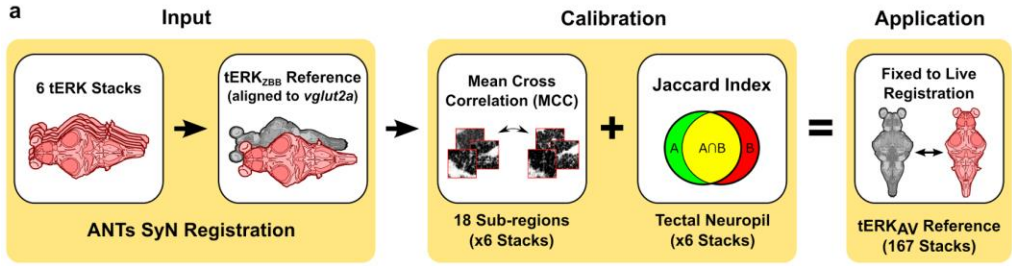 a
Input
Calibration
Application
6 tERK Stacks
tERKZBB Reference
(aligned to vglut2a)
ANTs SyN Registration
Mean Cross
Correlation (MCC)
18 Sub-regions
(x6 Stacks)
+
Jaccard Index
A
A∩B
B
Tectal Neuropil
(x6 Stacks)
=
Fixed to Live
Registration
tERKAV Reference
(167 Stacks)